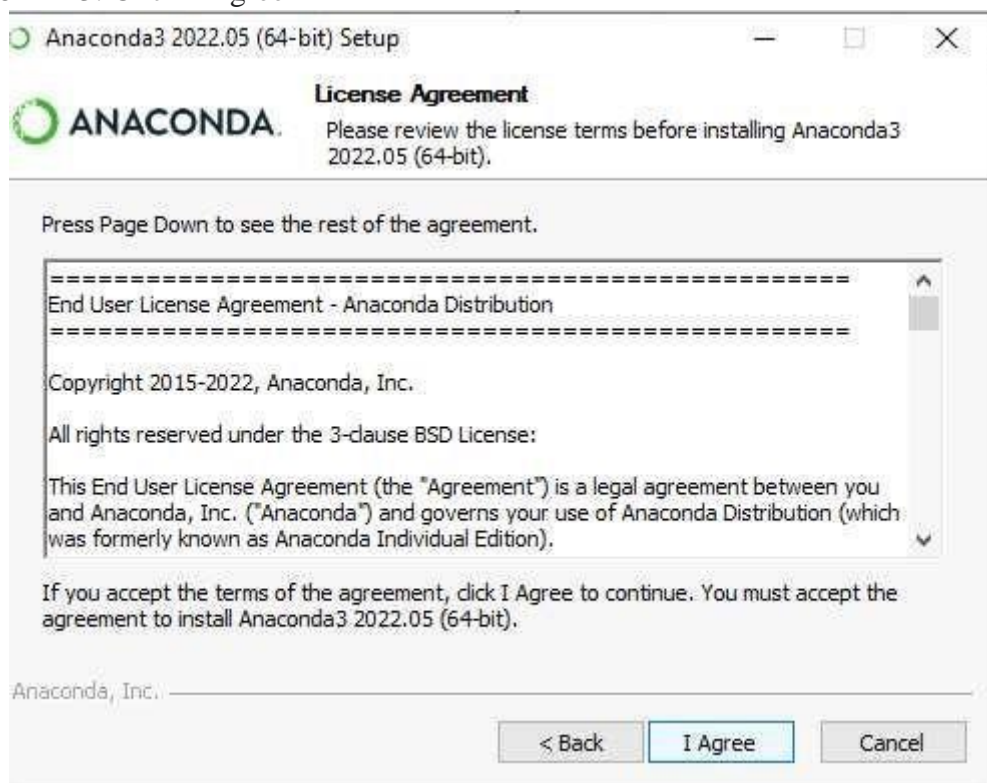 Anaconda3 2022.05 (64-bit) Setup
ANACONDA.
License Agreement
Please review the license terms before installing Anaconda3
2022.05 (64-bit).
Press Page Down to see the rest of the agreement.
==================================================
End User License Agreement - Anaconda Distribution
==================================================
Copyright 2015-2022, Anaconda, Inc.
All rights reserved under the 3-clause BSD License:
This End User License Agreement (the "Agreement") is a legal agreement between you
and Anaconda, Inc. ("Anaconda") and governs your use of Anaconda Distribution (which
was formerly known as Anaconda Individual Edition).
If you accept the terms of the agreement, click I Agree to continue. You must accept the
agreement to install Anaconda3 2022.05 (64-bit).
Anaconda, Inc.
< Back I Agree Cancel